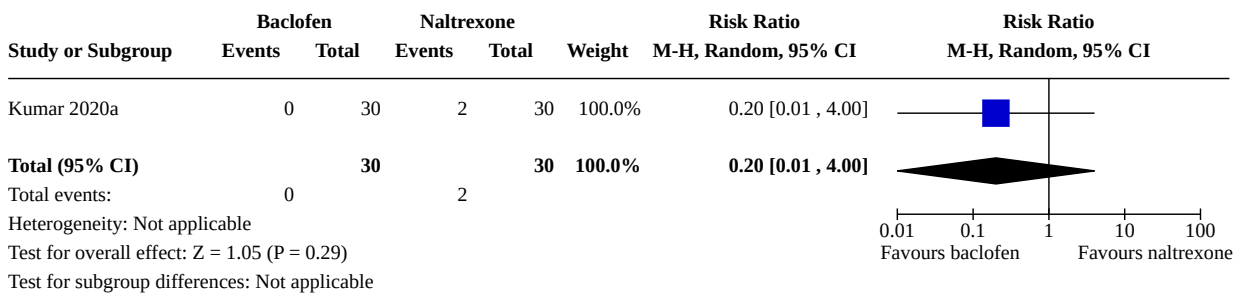 Baclofen Naltrexone Risk Ratio Risk Ratio
Study or Subgroup Events Total Events Total Weight M-H, Random, 95% CI M-H, Random, 95% CI
Kumar 2020a 0 30 2 30 100.0% 0.20 [0.01 , 4.00]
Total (95% CI) 30 30 100.0% 0.20 [0.01 , 4.00]
Total events: 0 2
Heterogeneity: Not applicable
0.01 0.1 1 10 100
Test for overall effect: Z = 1.05 (P = 0.29) Favours baclofen Favours naltrexone
Test for subgroup differences: Not applicable